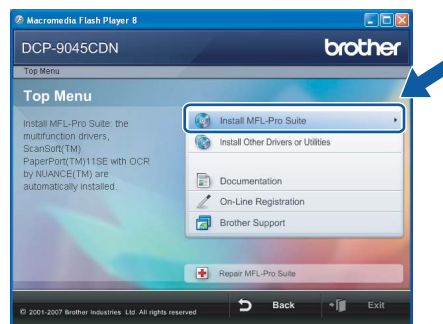 Macromedia Flash Player 8
DCP-9045CDN
brother
Top Menu
Top Menu
Install MFL-Pro Suite: the
multifunction drivers,
ScanSoft(TM)
PaperPort(TM)11SE with OCR
by NUANCE(TM) are
automatically installed.
Install MFL-Pro Suite
Install Other Drivers or Utilities
Documentation
On-Line Registration
Brother Support
Repair MFL-Pro Suite
© 2001-2007 Brother Industries Ltd. All rights reserved
Back
Exit